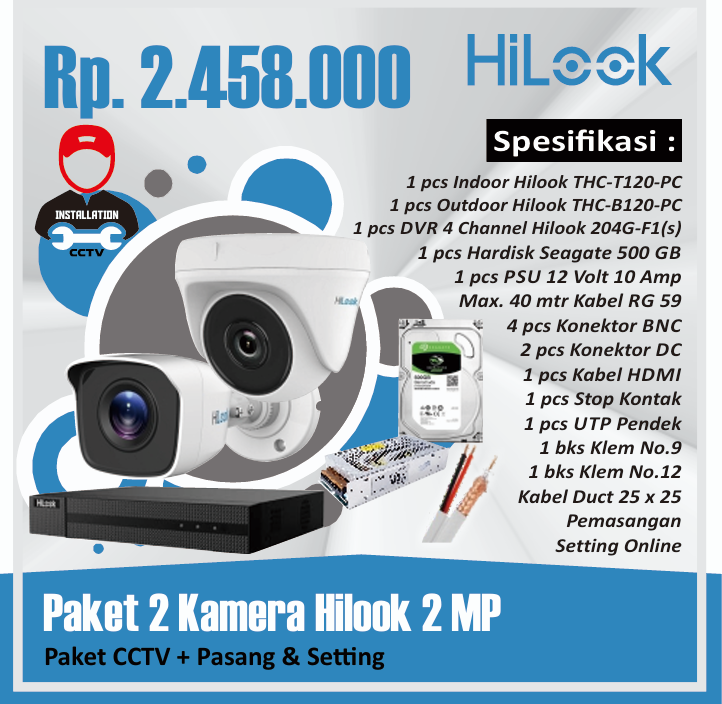 Rp. 2.458.000
HiLook
Spesifikasi :
INSTALLATION
CCTV
1 pcs Indoor Hilook THC-T120-PC
1 pcs Outdoor Hilook THC-B120-PC
1 pcs DVR 4 Channel Hilook 204G-F1(s)
1 pcs Hardisk Seagate 500 GB
1 pcs PSU 12 Volt 10 Amp
Max. 40 mtr Kabel RG 59
4 pcs Konektor BNC
2 pcs Konektor DC
1 pcs Kabel HDMI
1 pcs Stop Kontak
1 pcs UTP Pendek
1 bks Klem No.9
1 bks Klem No.12
Kabel Duct 25 x 25
Pemasangan
Setting Online
HiLook
HiLook
HiLook
Paket 2 Kamera Hilook 2 MP
Paket CCTV + Pasang & Setting